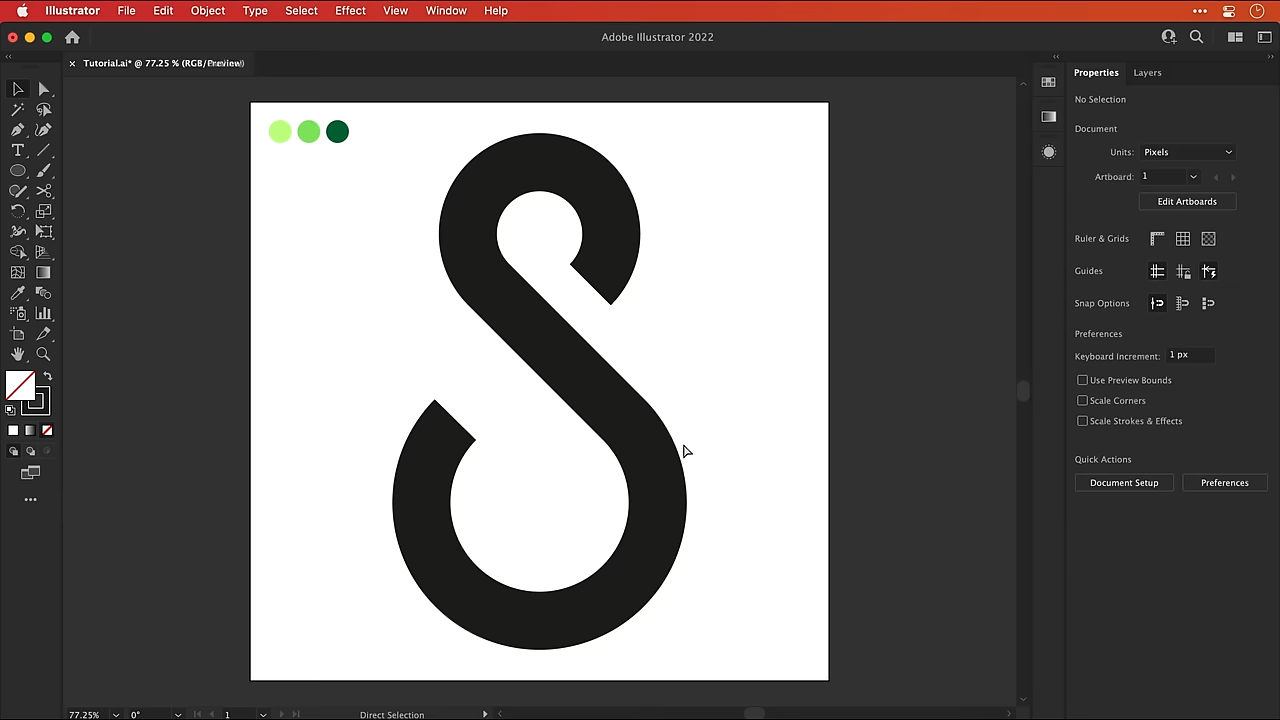 Illustrator File Edit Object Type Select Effect View Window Help
Adobe Illustrator 2022
Tutorial.ai* @ 77.25 % (RGB/Preview)
Properties Layers
No Selection
Document
Units: Pixels
Artboard: 1
Edit Artboards
Ruler & Grids
Guides
Snap Options
Preferences
Keyboard Increment: 1 px
Use Preview Bounds
Scale Corners
Scale Strokes & Effects
Quick Actions
Document Setup Preferences
77.25% 0° 1 Direct Selection